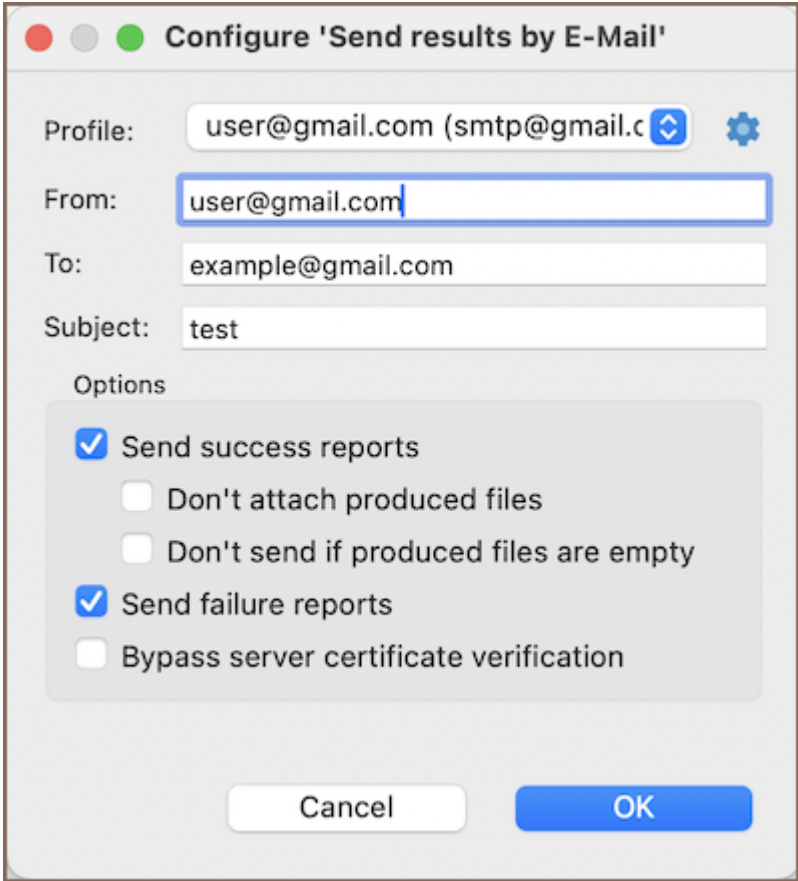 Configure 'Send results by E-Mail'
Profile: user@gmail.com (smtp@gmail.c
From: user@gmail.com
To: example@gmail.com
Subject: test
Options
Send success reports
Don't attach produced files
Don't send if produced files are empty
Send failure reports
Bypass server certificate verification
Cancel OK